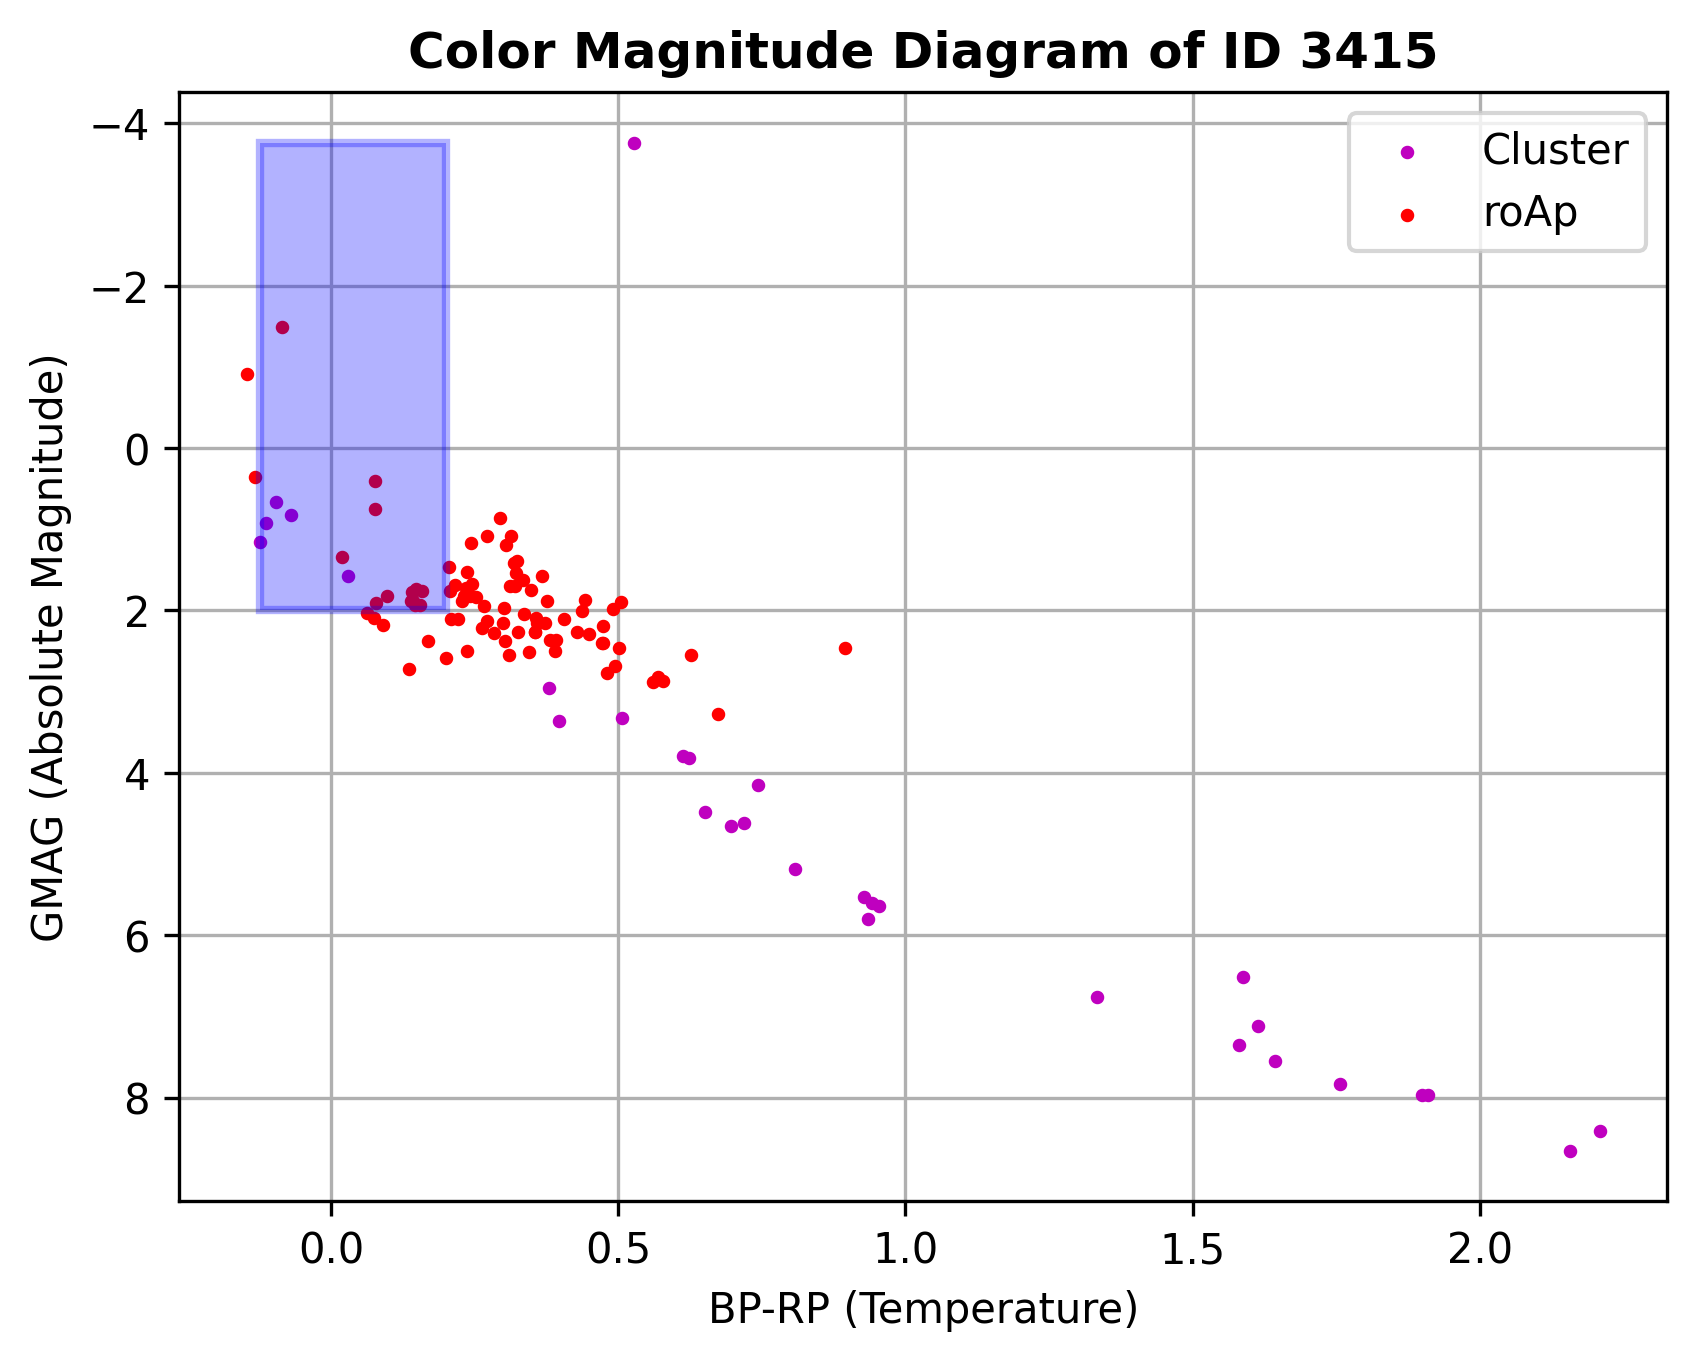 Color Magnitude Diagram of ID 3415
Cluster
roAp
−4
−2
0
2
4
6
8
GMAG (Absolute Magnitude)
0.0 0.5 1.0 1.5 2.0
BP-RP (Temperature)